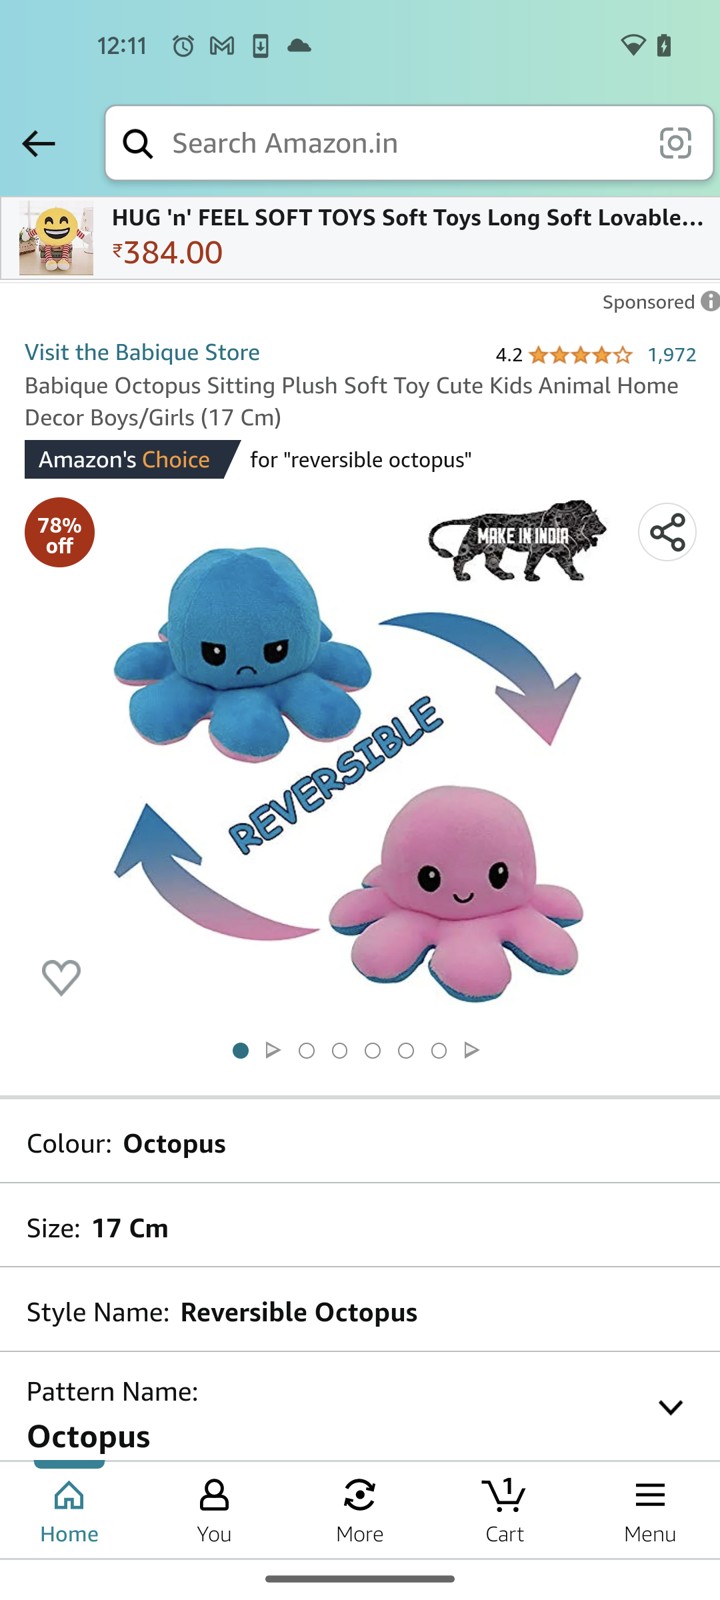 12:11
Search Amazon.in
HUG 'n' FEEL SOFT TOYS Soft Toys Long Soft Lovable...
₹384.00
Sponsored
Visit the Babique Store
4.2 1,972
Babique Octopus Sitting Plush Soft Toy Cute Kids Animal Home
Decor Boys/Girls (17 Cm)
Amazon's Choice for "reversible octopus"
78%
off
MAKE IN INDIA
REVERSIBLE
Colour: Octopus
Size: 17 Cm
Style Name: Reversible Octopus
Pattern Name:
Octopus
1
Home You More Cart Menu